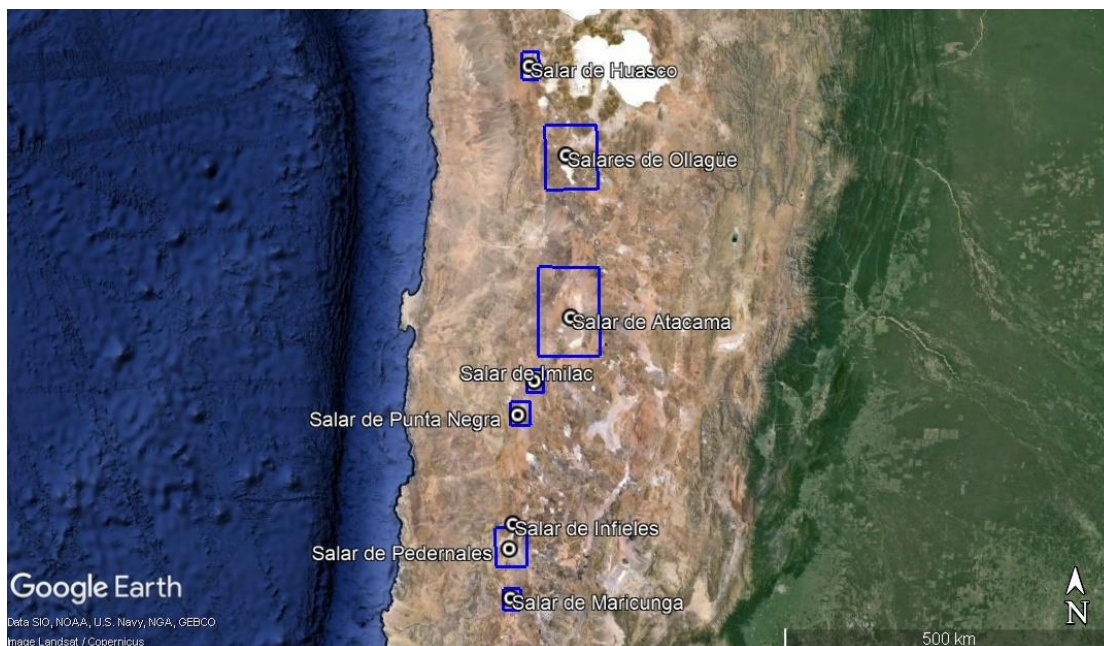 Salar de Huasco
Salares de Ollagüe
Salar de Atacama
Salar de Imilac
Salar de Punta Negra
Salar de Infieles
Salar de Pedernales
Salar de Maricunga
Google Earth
Data SIO, NOAA, U.S. Navy, NGA, GEBCO
Image Landsat / Copernicus
N
500 km